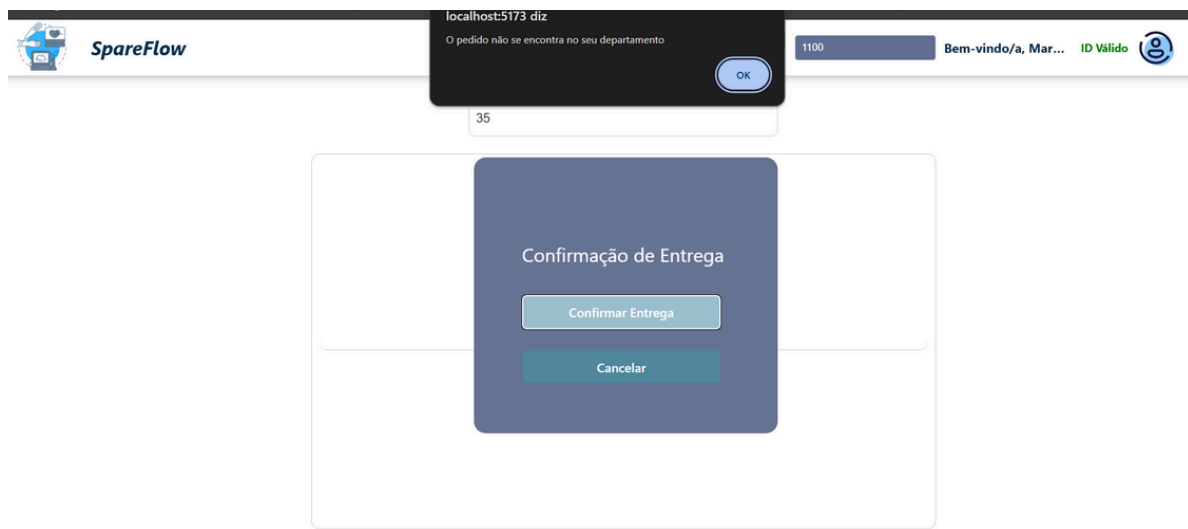 localhost:5173 diz
O pedido não se encontra no seu departamento
OK
SpareFlow
1100
Bem-vindo/a, Mar...
ID Válido
35
Confirmação de Entrega
Confirmar Entrega
Cancelar